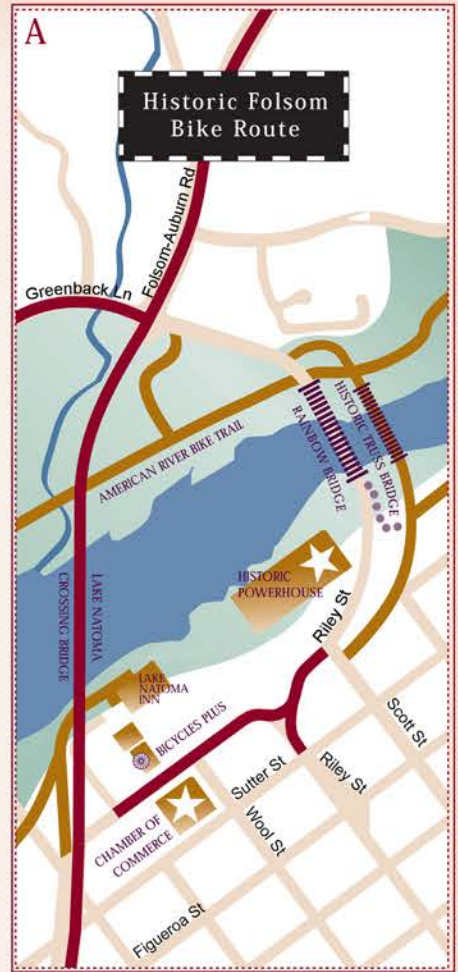 A
Historic Folsom
Bike Route
Folsom-Auburn Rd
Greenback Ln
AMERICAN RIVER BIKE TRAIL
RAINBOW BRIDGE
HISTORIC TRUSS BRIDGE
LAKE NATOMA
CROSSING BRIDGE
HISTORIC
POWERHOUSE
Riley St
LAKE
NATOMA
INN
BICYCLES PLUS
Scott St
Sutter St
Riley St
Wool St
CHAMBER OF
COMMERCE
Figueroa St